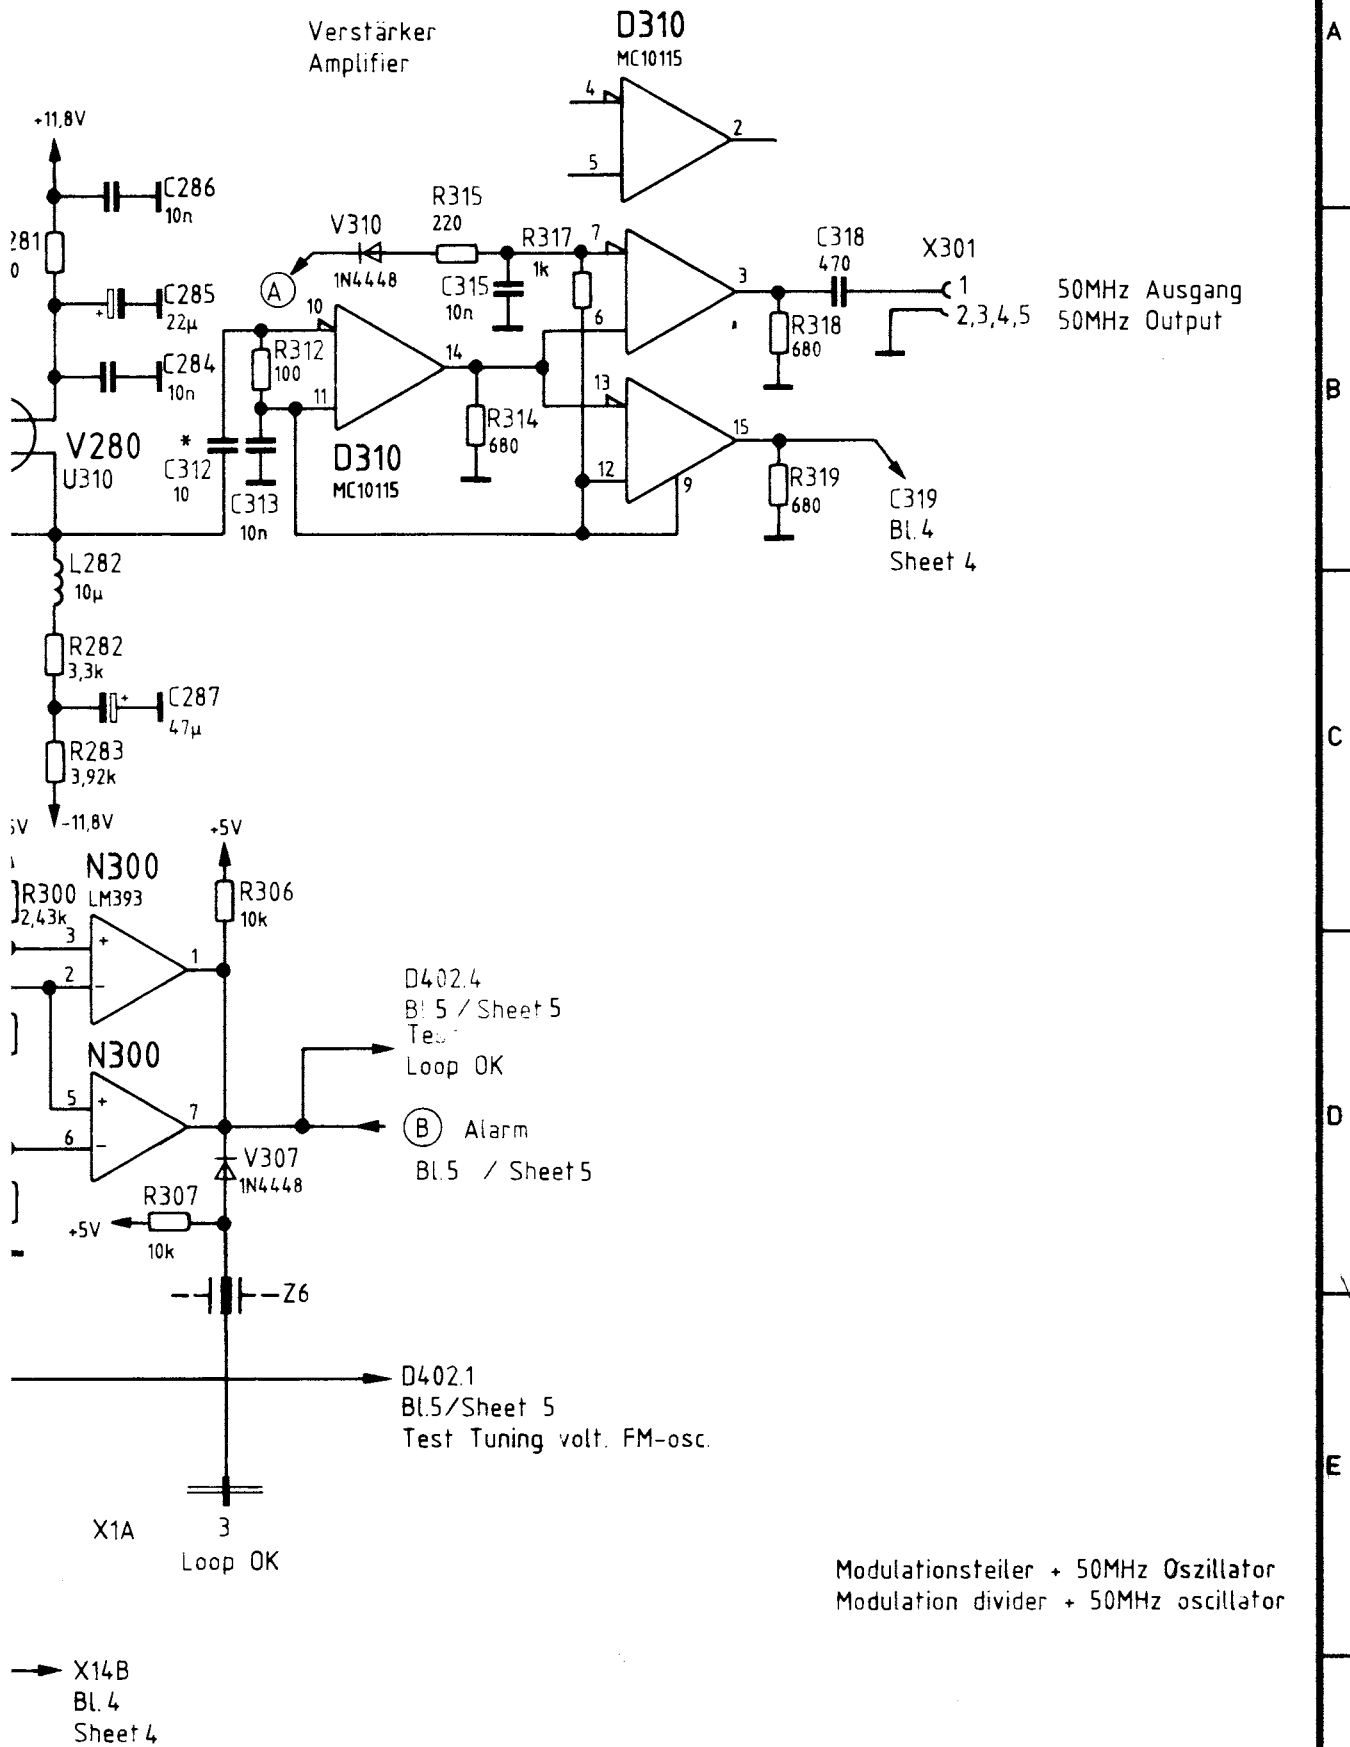 Verstärker
Amplifier
D310
MC10115
4
5
2
A
+11,8V
C286
10n
281
0
C285
+
22µ
C284
10n
V280
U310
V310
1N4448
A
R315
220
C315
10n
R317
1k
7
6
3
C318
470
X301
1
2,3,4,5
50MHz Ausgang
50MHz Output
R318
680
10
11
R312
100
14
D310
MC10115
*
C312
10
C313
10n
R314
680
13
12
15
9
R319
680
C319
Bl.4
Sheet 4
B
L282
10µ
R282
3,3k
+
C287
47µ
R283
3,92k
-11,8V
C
5V
+5V
N300
LM393
R300
2,43k
3
+
2
-
1
R306
10k
D402.4
Bl 5 / Sheet 5
Loop OK
N300
5
+
6
-
7
B
Alarm
Bl.5 / Sheet 5
D
V307
1N4448
R307
+5V
10k
Z6
D402.1
Bl.5/Sheet 5
Test Tuning volt. FM-osc.
E
X1A
3
Loop OK
Modulationsteiler + 50MHz Oszillator
Modulation divider + 50MHz oscillator
X14B
Bl. 4
Sheet 4